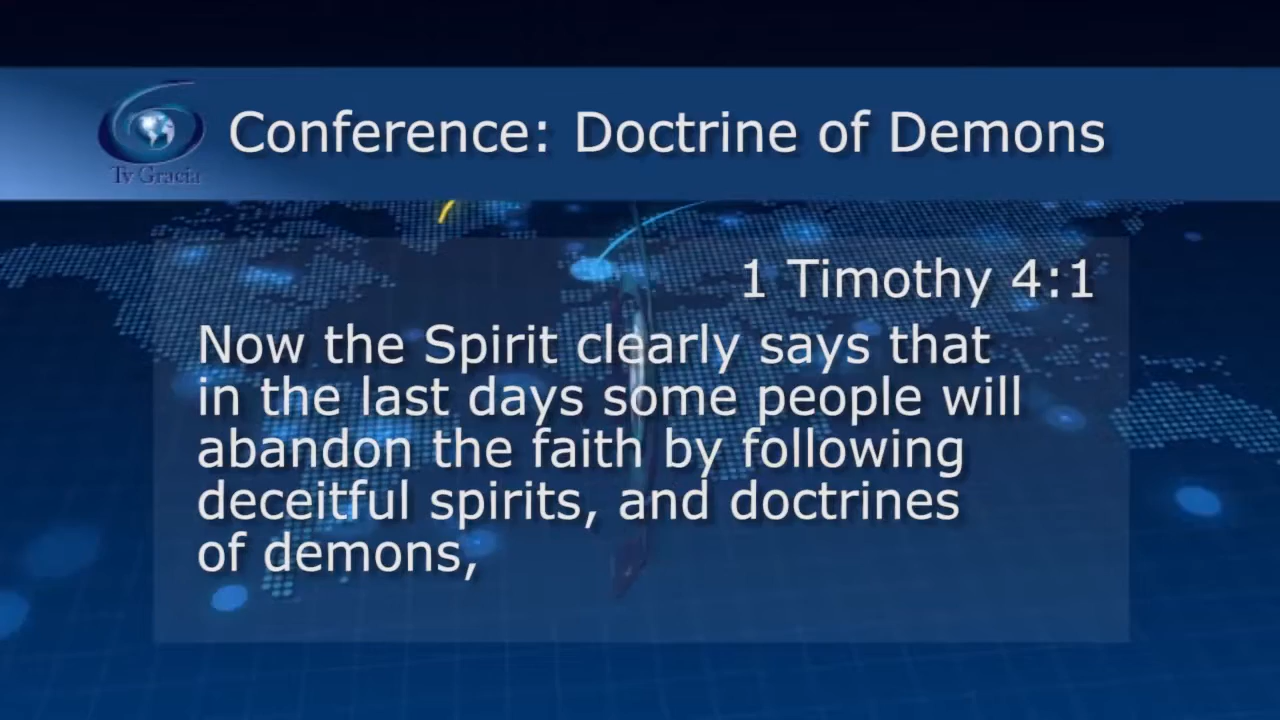 Conference: Doctrine of Demons
Tv Gracia
1 Timothy 4:1
Now the Spirit clearly says that
in the last days some people will
abandon the faith by following
deceitful spirits, and doctrines
of demons,